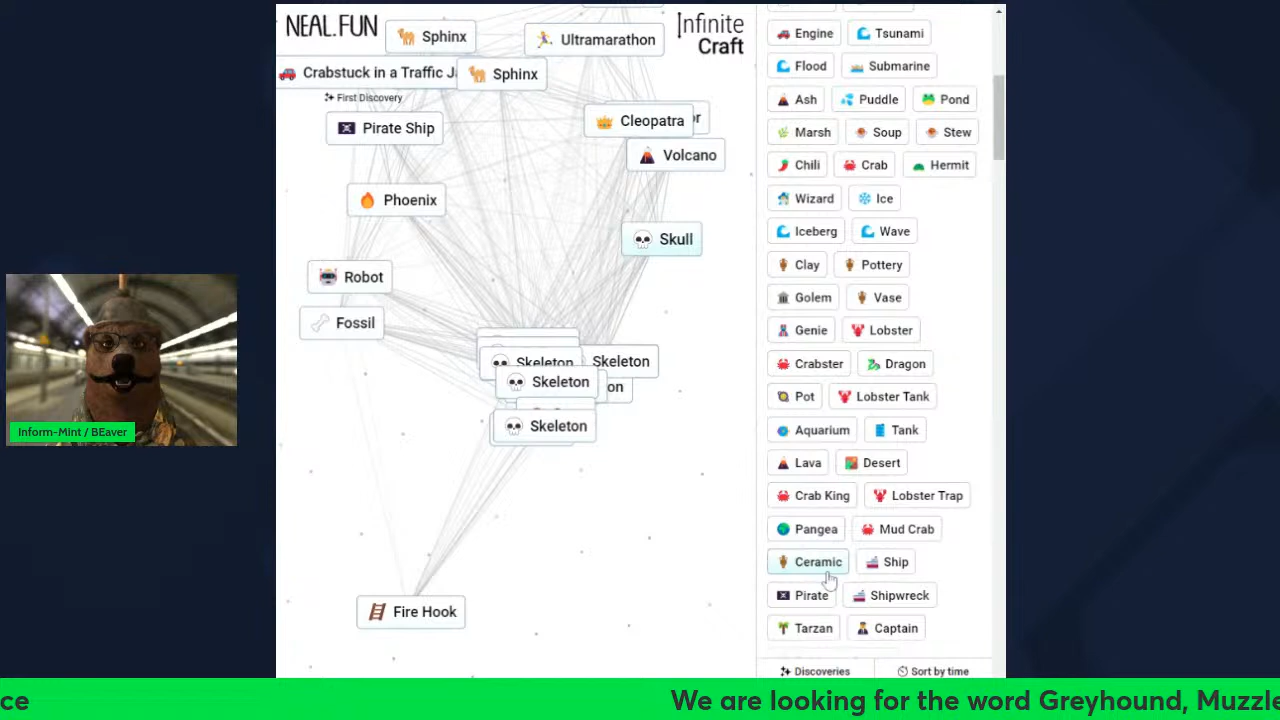 NEAL.FUN
Infinite
Craft
Sphinx
Ultramarathon
Crabstuck in a Traffic J
Sphinx
First Discovery
Pirate Ship
Cleopatra
Volcano
Phoenix
Skull
Robot
Fossil
Skeleton
Skeleton
Skeleton
on
Skeleton
Fire Hook
Engine
Tsunami
Flood
Submarine
Ash
Puddle
Pond
Marsh
Soup
Stew
Chili
Crab
Hermit
Wizard
Ice
Iceberg
Wave
Clay
Pottery
Golem
Vase
Genie
Lobster
Crabster
Dragon
Pot
Lobster Tank
Aquarium
Tank
Lava
Desert
Crab King
Lobster Trap
Pangea
Mud Crab
Ceramic
Ship
Pirate
Shipwreck
Tarzan
Captain
Discoveries
Sort by time
Inform-Mint / BEaver
ce
We are looking for the word Greyhound, Muzzle